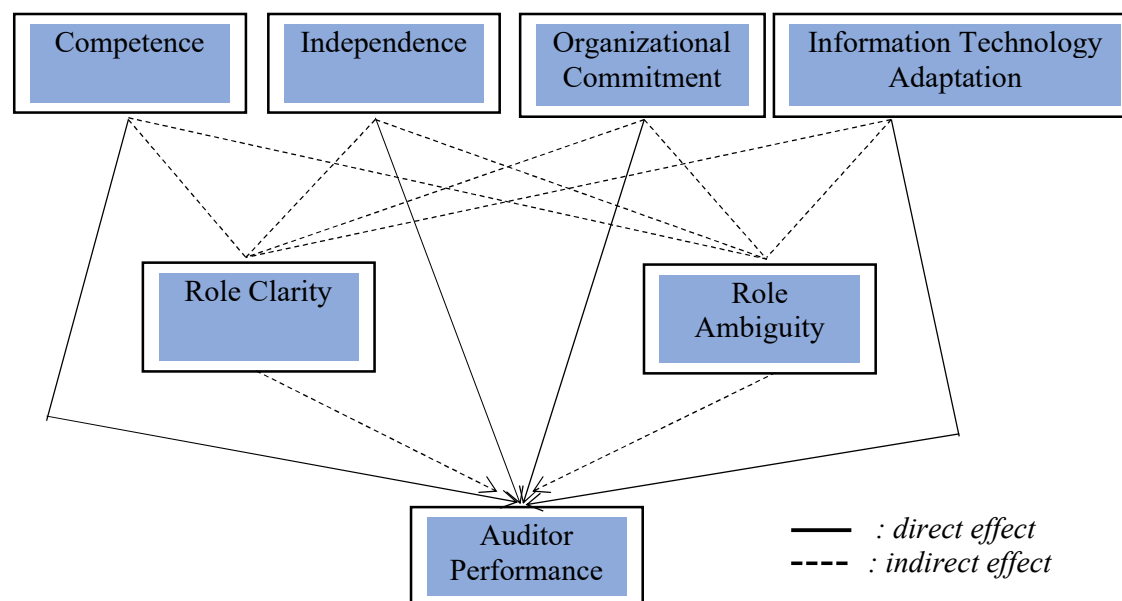 Competence
Independence
Organizational
Commitment
Information Technology
Adaptation
Role Clarity
Role
Ambiguity
Auditor
Performance
: direct effect
: indirect effect